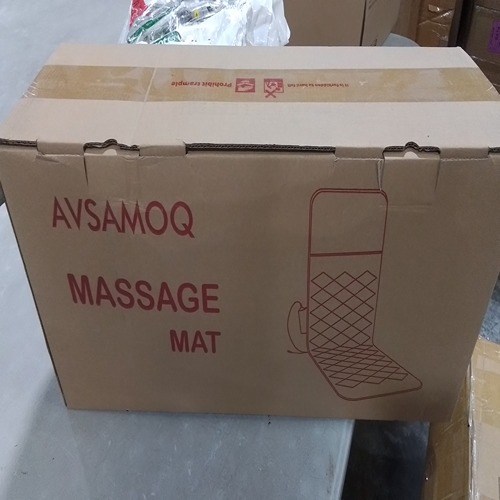 Prohibit trample
AVSAMOQ
MASSAGE
MAT